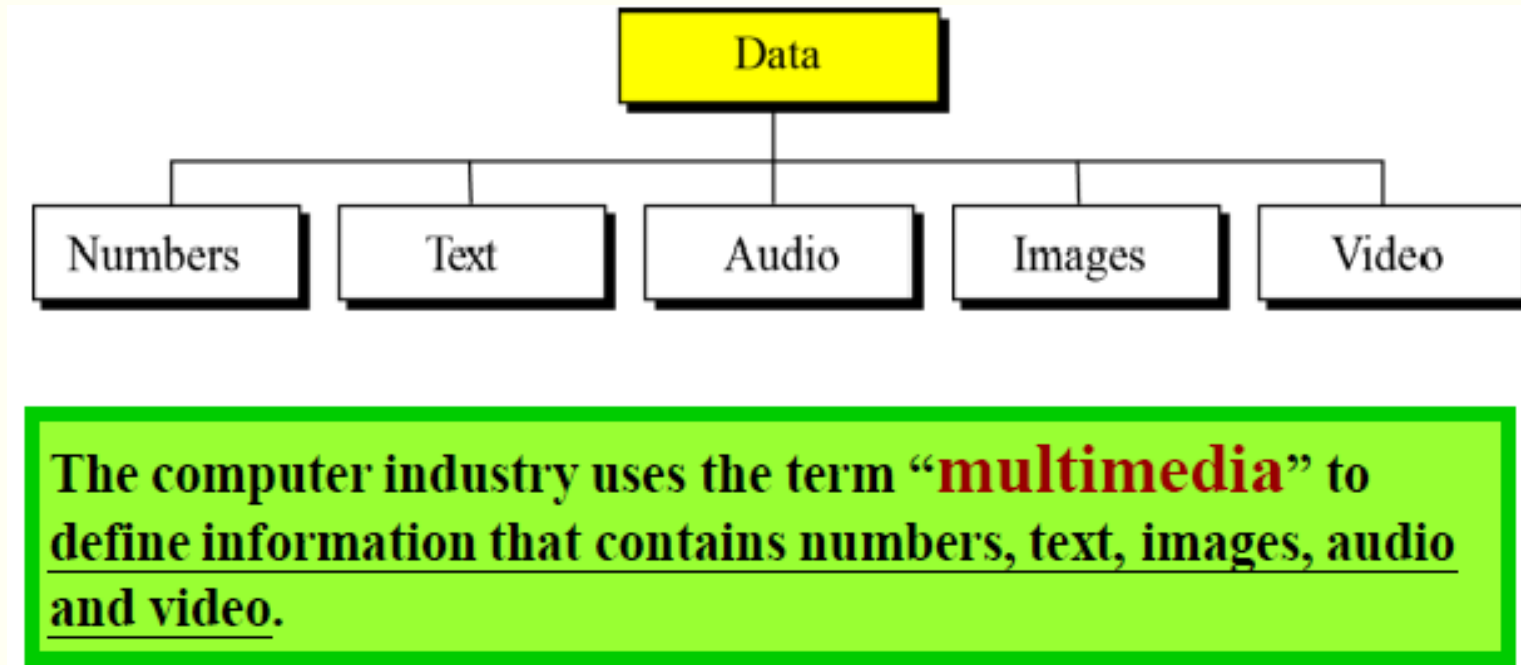 Data
Numbers
Text
Audio
Images
Video
The computer industry uses the term “multimedia” to
define information that contains numbers, text, images, audio
and video.